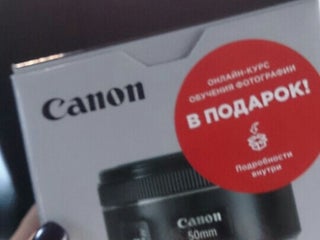 Canon
ОНЛАЙН-КУРС
ОБУЧЕНИЯ ФОТОГРАФИИ
В ПОДАРОК!
Подробности
внутри
Canon
50mm